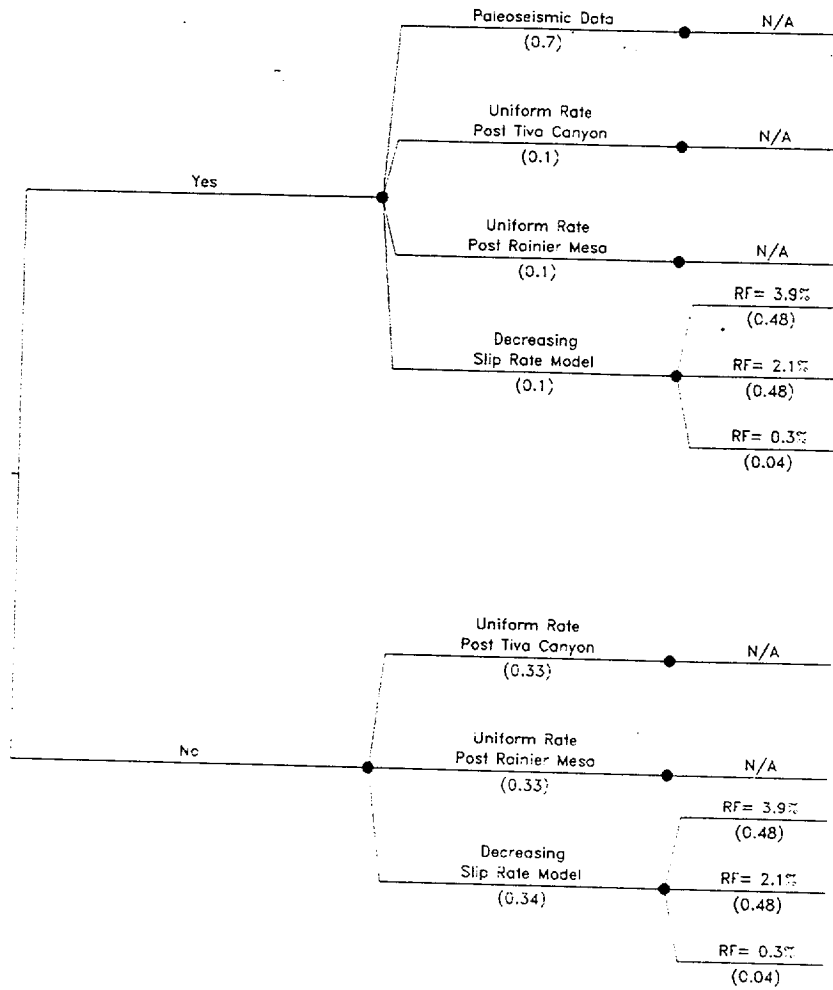 Paleoseismic Data
(0.7)
N/A
Uniform Rate
Post Tiva Canyon
(0.1)
N/A
Yes
Uniform Rate
Post Rainier Mesa
(0.1)
N/A
RF= 3.9%
(0.48)
Decreasing
Slip Rate Model
(0.1)
RF= 2.1%
(0.48)
RF= 0.3%
(0.04)
Uniform Rate
Post Tiva Canyon
(0.33)
N/A
No
Uniform Rate
Post Rainier Mesa
(0.33)
N/A
RF= 3.9%
(0.48)
Decreasing
Slip Rate Model
(0.34)
RF= 2.1%
(0.48)
RF= 0.3%
(0.04)